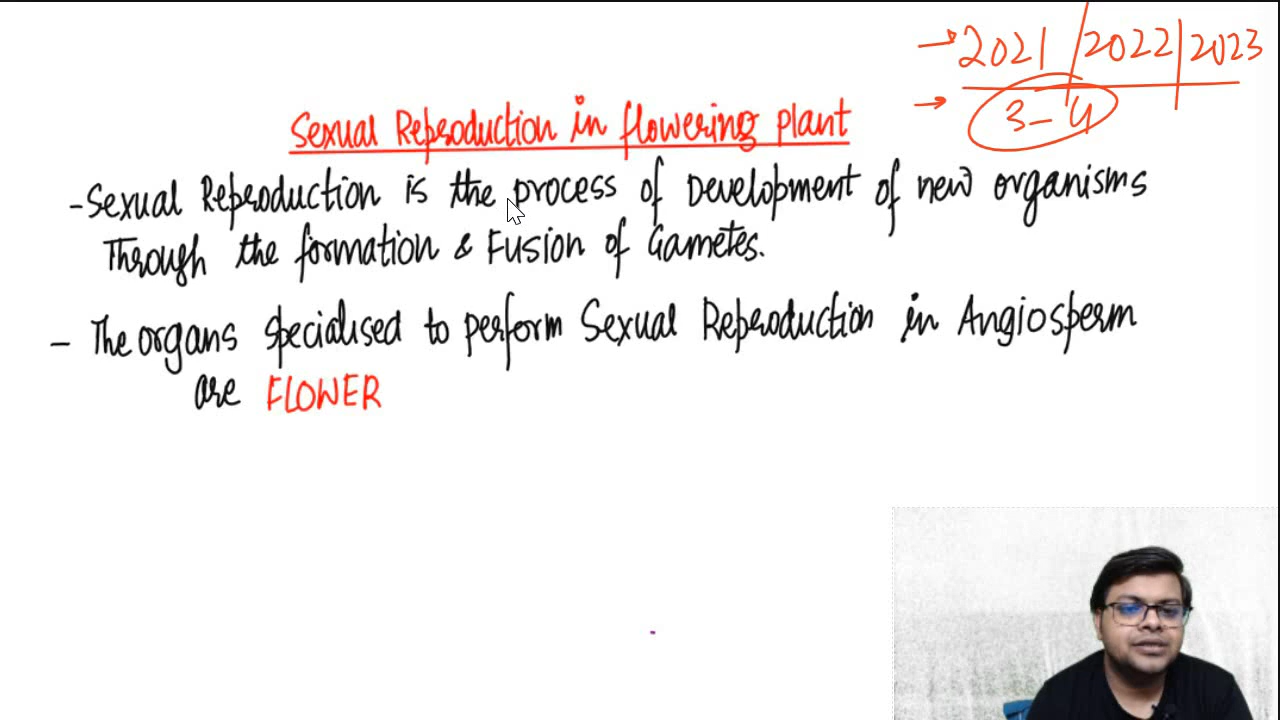 → 2021 / 2022 | 2023
→ 3-4
Sexual Reproduction in flowering plant
- Sexual Reproduction is the process of Development of new organisms
Through the formation & Fusion of Gametes.
- The organs specialised to perform Sexual Reproduction in Angiosperm
are FLOWER